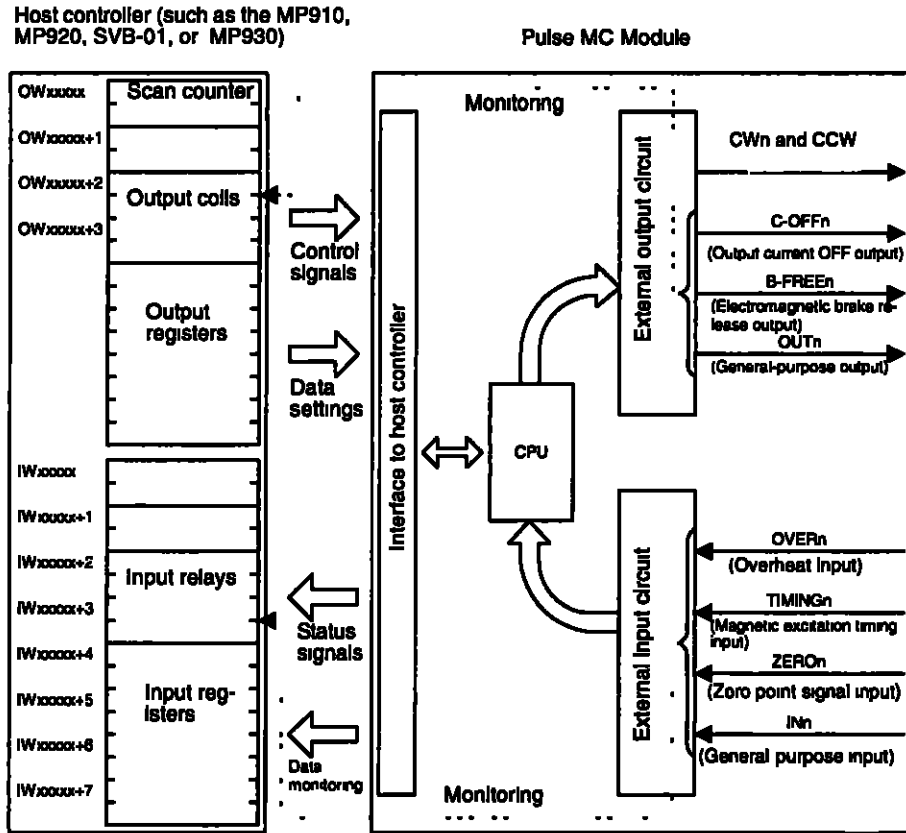 Host controller (such as the MP910,
MP920, SVB-01, or MP930)
Pulse MC Module
OWxxxxx
Scan counter
OWxxxxx+1
OWxxxxx+2
Output coils
OWxxxxx+3
Output
registers
IWxxxxx
IWxxxxx+1
IWxxxxx+2
Input relays
IWxxxxx+3
IWxxxxx+4
IWxxxxx+5
Input reg-
isters
IWxxxxx+6
IWxxxxx+7
Control
signals
Data
settings
Status
signals
Data
monitoring
Interface to host controller
Monitoring
CPU
Monitoring
External output circuit
CWn and CCW
C-OFFn
(Output current OFF output)
B-FREEn
(Electromagnetic brake re-
lease output)
OUTn
(General-purpose output)
External input circuit
OVERn
(Overheat input)
TIMINGn
(Magnetic excitation timing
input)
ZEROn
(Zero point signal input)
INn
(General purpose input)